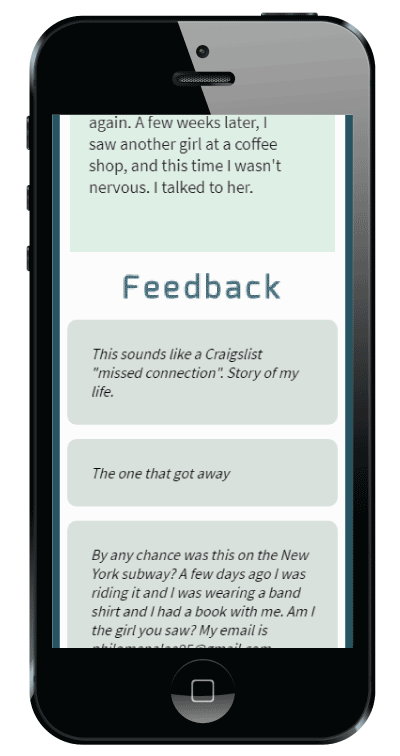 again. A few weeks later, I
saw another girl at a coffee
shop, and this time I wasn't
nervous. I talked to her.
Feedback
This sounds like a Craigslist
"missed connection". Story of my
life.
The one that got away
By any chance was this on the New
York subway? A few days ago I was
riding it and I was wearing a band
shirt and I had a book with me. Am I
the girl you saw? My email is